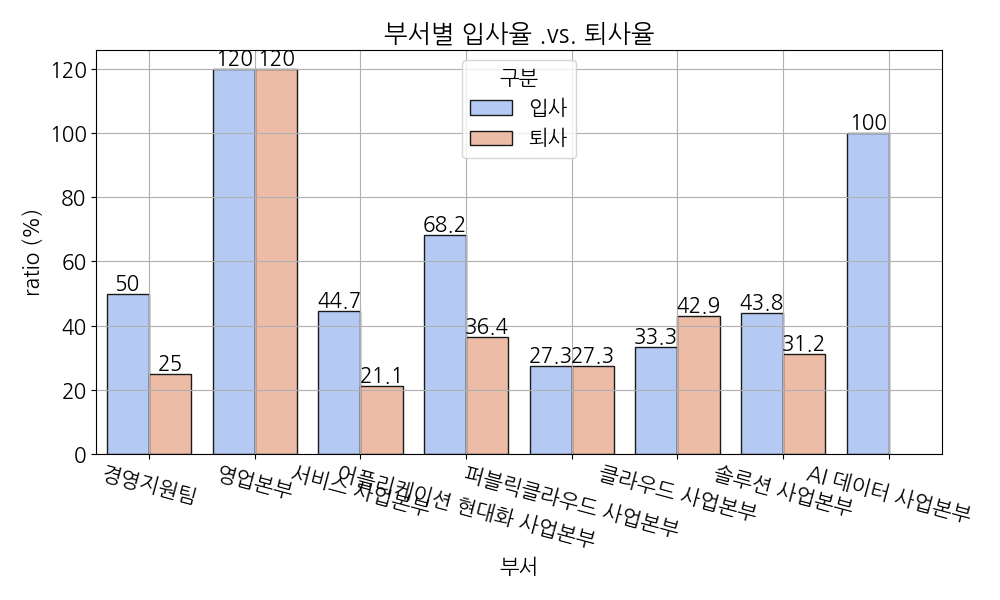 부서별 입사율 .vs. 퇴사율
구분
입사
퇴사
ratio (%)
120
100
80
60
40
20
0
50
25
120
120
44.7
21.1
68.2
36.4
27.3
27.3
33.3
42.9
43.8
31.2
100
경영지원팀
영업본부
서비스 사업본부
어플리케이션 현대화 사업본부
퍼블릭클라우드 사업본부
클라우드 사업본부
솔루션 사업본부
AI 데이터 사업본부
부서